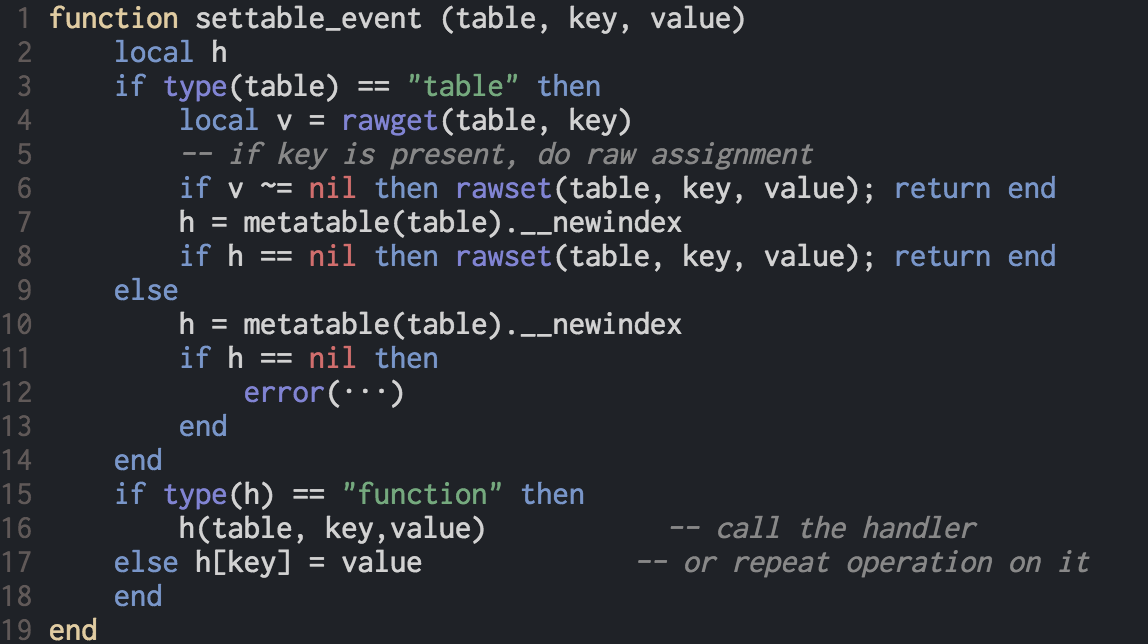 1 function settable_event (table, key, value)
2     local h
3     if type(table) == "table" then
4         local v = rawget(table, key)
5         -- if key is present, do raw assignment
6         if v ~= nil then rawset(table, key, value); return end
7         h = metatable(table).__newindex
8         if h == nil then rawset(table, key, value); return end
9     else
10         h = metatable(table).__newindex
11         if h == nil then
12             error(···)
13         end
14     end
15     if type(h) == "function" then
16         h(table, key,value)           -- call the handler
17     else h[key] = value             -- or repeat operation on it
18     end
19 end